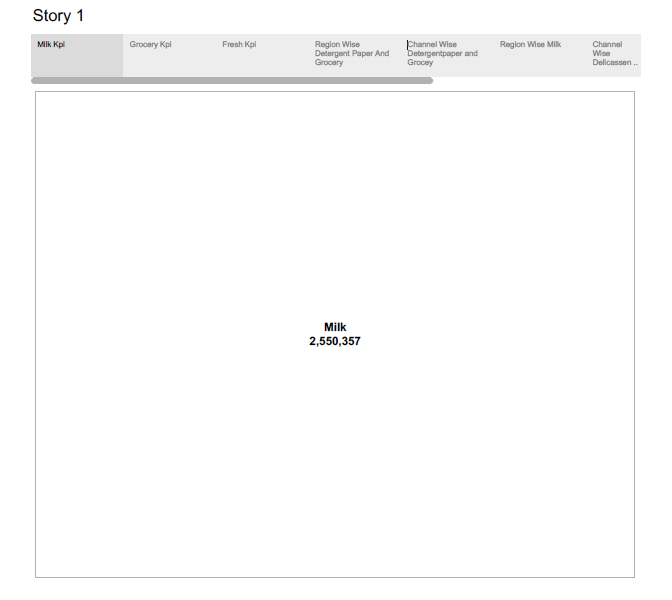 Story 1
Milk Kpi
Grocery Kpi
Fresh Kpi
Region Wise
Detergent Paper And
Grocery
Channel Wise
Detergentpaper and
Grocey
Region Wise Milk
Channel
Wise
Delicassen ..
Milk
2,550,357